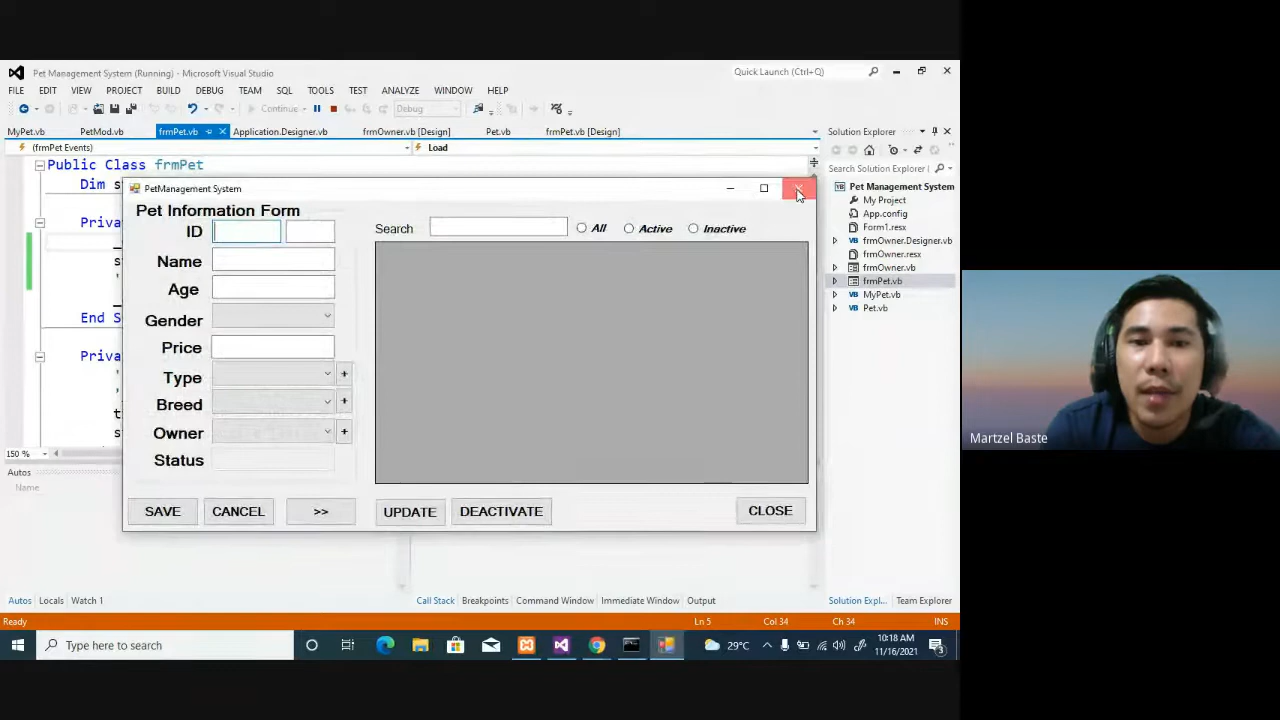 Pet Management System (Running) - Microsoft Visual Studio
Quick Launch (Ctrl+Q)
FILE EDIT VIEW PROJECT BUILD DEBUG TEAM SQL TOOLS TEST ANALYZE WINDOW HELP
Continue Debug
MyPet.vb PetMod.vb frmPet.vb Application.Designer.vb frmOwner.vb [Design] Pet.vb frmPet.vb [Design]
(frmPet Events) Load
Public Class frmPet
Dim s
Priva
End S
Priva
150 %
Autos
Name
PetManagement System
Pet Information Form
ID
Name
Age
Gender
Price
Type +
Breed +
Owner +
Status
Search All Active Inactive
SAVE CANCEL >> UPDATE DEACTIVATE CLOSE
Solution Explorer
Search Solution Explorer (
Pet Management System
My Project
App.config
Form1.resx
frmOwner.Designer.vb
frmOwner.resx
frmOwner.vb
frmPet.vb
MyPet.vb
Pet.vb
Autos Locals Watch 1 Call Stack Breakpoints Command Window Immediate Window Output Solution Expl... Team Explorer
Ready Ln 5 Col 34 Ch 34 INS
Type here to search 29°C 10:18 AM
11/16/2021
3
Martzel Baste